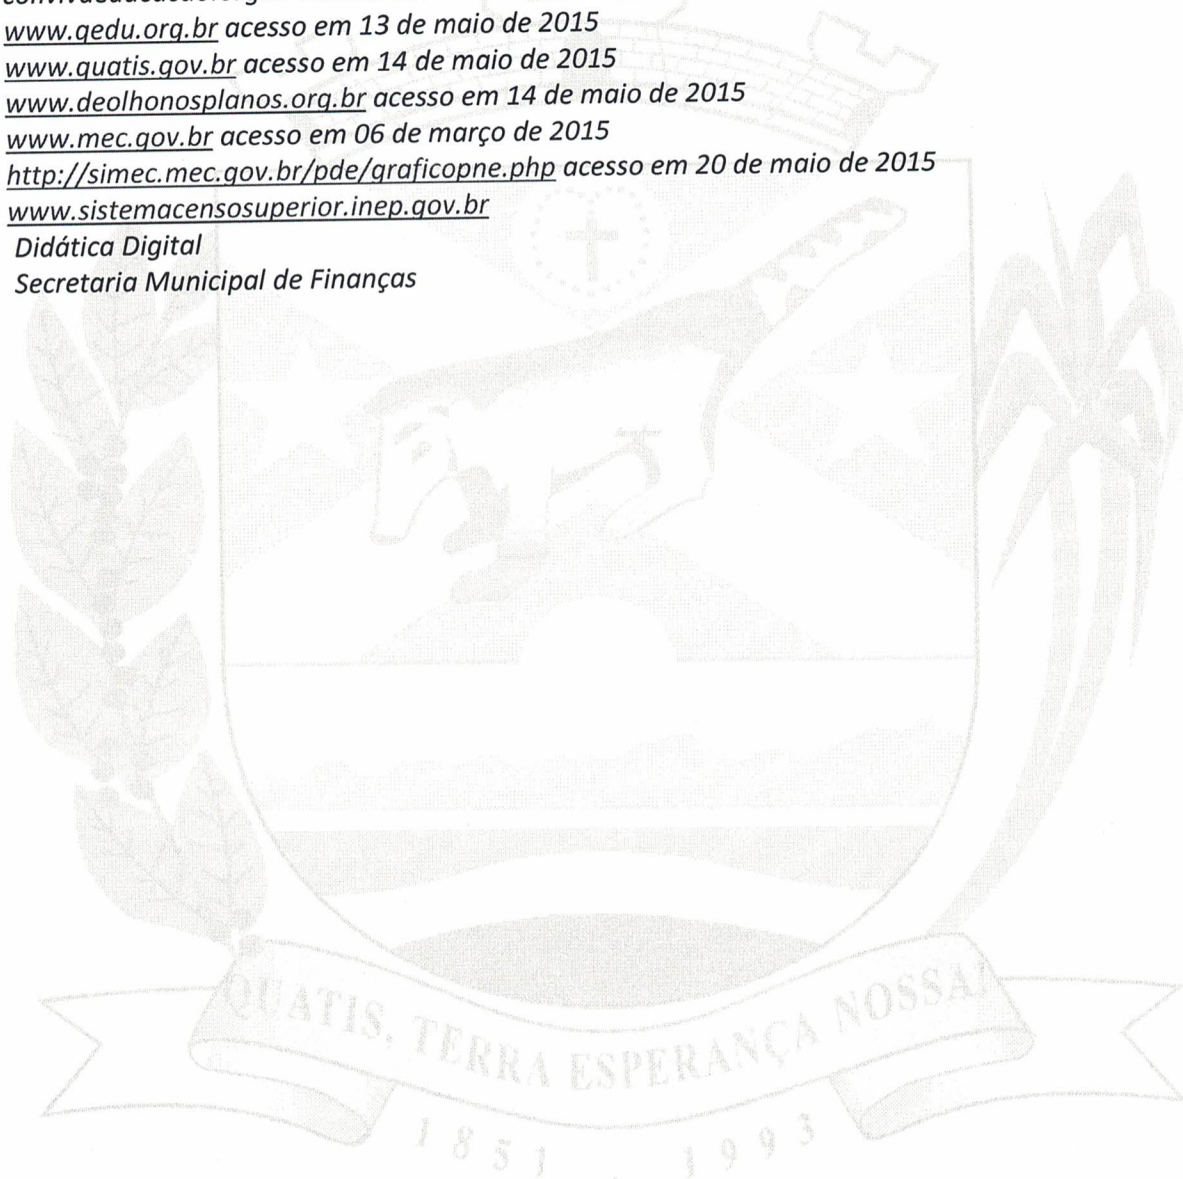 www.qedu.org.br acesso em 13 de maio de 2015
www.quatis.gov.br acesso em 14 de maio de 2015
www.deolhonosplanos.org.br acesso em 14 de maio de 2015
www.mec.gov.br acesso em 06 de março de 2015
http://simec.mec.gov.br/pde/graficopne.php acesso em 20 de maio de 2015
www.sistemacensosuperior.inep.gov.br
Didática Digital
Secretaria Municipal de Finanças
QUATIS, TERRA ESPERANÇA NOSSA!
1851 1993